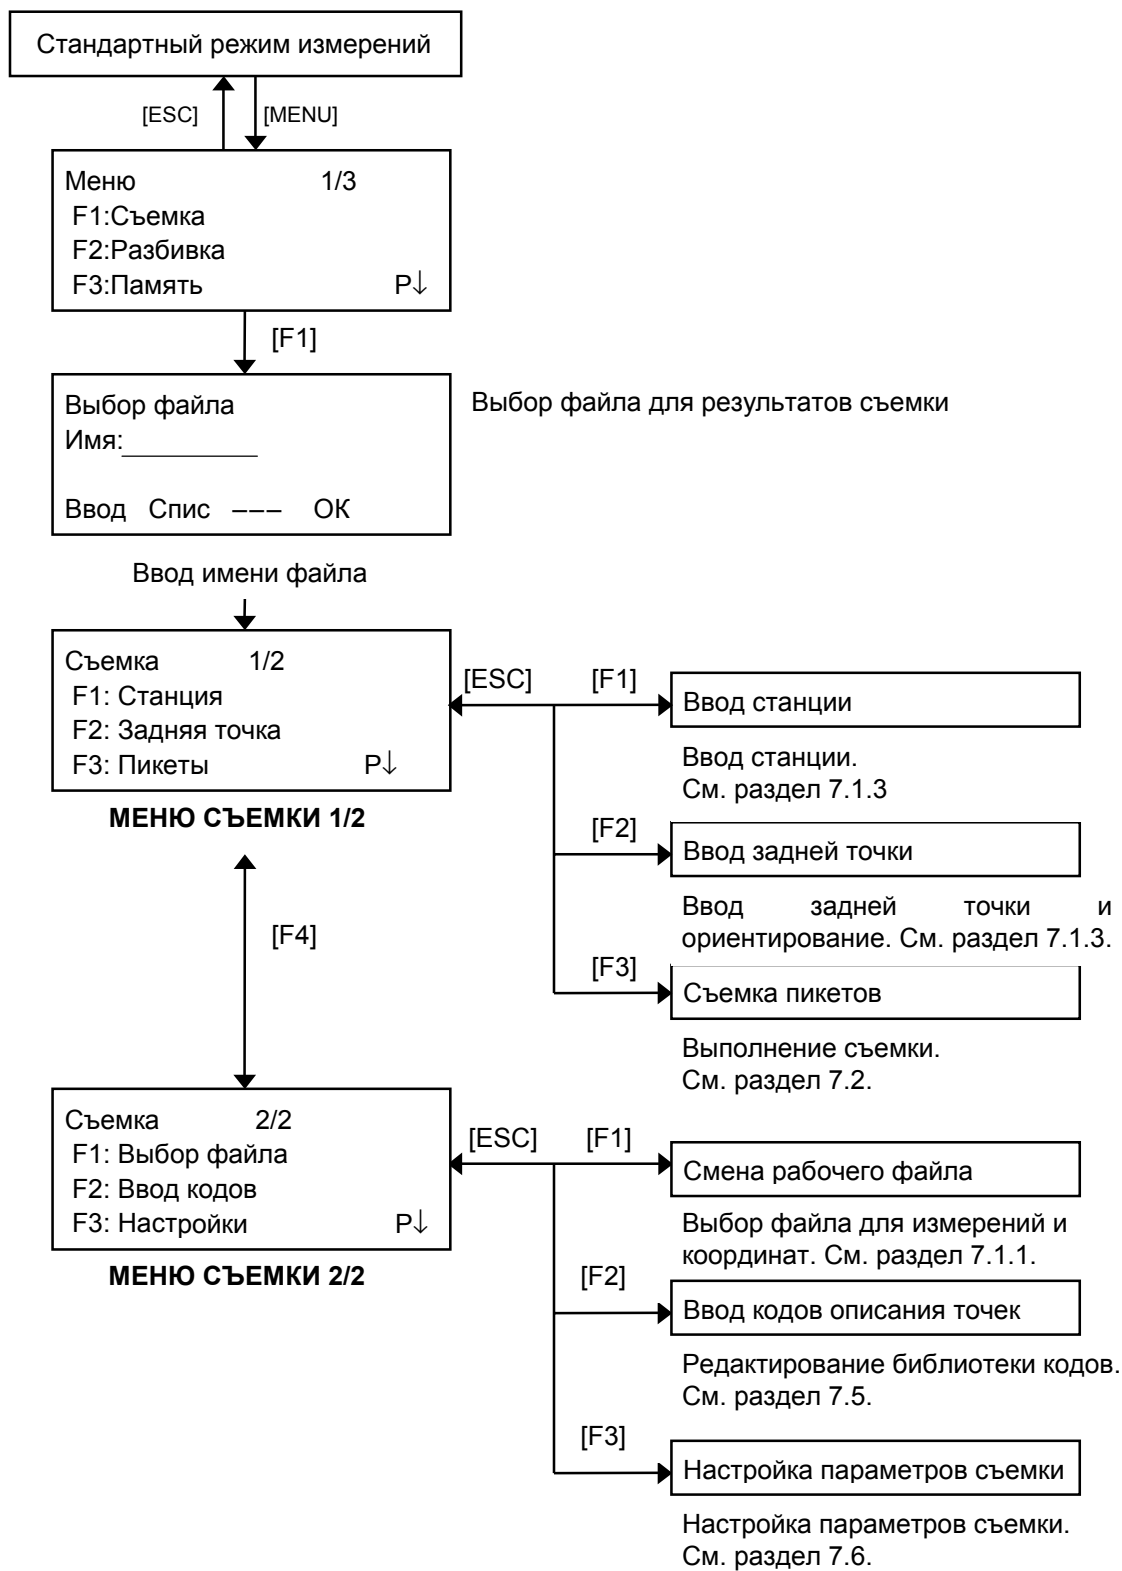 Стандартный режим измерений
[ESC] [MENU]
Меню 1/3
F1:Съемка
F2:Разбивка
F3:Память P↓
[F1]
Выбор файла
Имя:_________
Ввод Спис ––– ОК
Выбор файла для результатов съемки
Ввод имени файла
Съемка 1/2
F1: Станция
F2: Задняя точка
F3: Пикеты P↓
МЕНЮ СЪЕМКИ 1/2
[ESC] [F1]
Ввод станции
Ввод станции.
См. раздел 7.1.3
[F2]
Ввод задней точки
Ввод задней точки и
ориентирование. См. раздел 7.1.3.
[F4]
[F3]
Съемка пикетов
Выполнение съемки.
См. раздел 7.2.
Съемка 2/2
F1: Выбор файла
F2: Ввод кодов
F3: Настройки P↓
МЕНЮ СЪЕМКИ 2/2
[ESC] [F1]
Смена рабочего файла
Выбор файла для измерений и
координат. См. раздел 7.1.1.
[F2]
Ввод кодов описания точек
Редактирование библиотеки кодов.
См. раздел 7.5.
[F3]
Настройка параметров съемки
Настройка параметров съемки.
См. раздел 7.6.